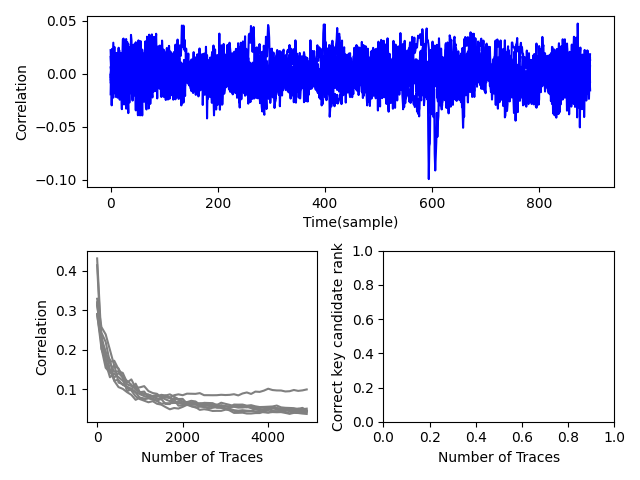 0.05
0.00
−0.05
−0.10
Correlation
0 200 400 600 800
Time(sample)
0.4
0.3
0.2
0.1
Correlation
0 2000 4000
Number of Traces
1.0
0.8
0.6
0.4
0.2
0.0
Correct key candidate rank
0.0 0.2 0.4 0.6 0.8 1.0
Number of Traces